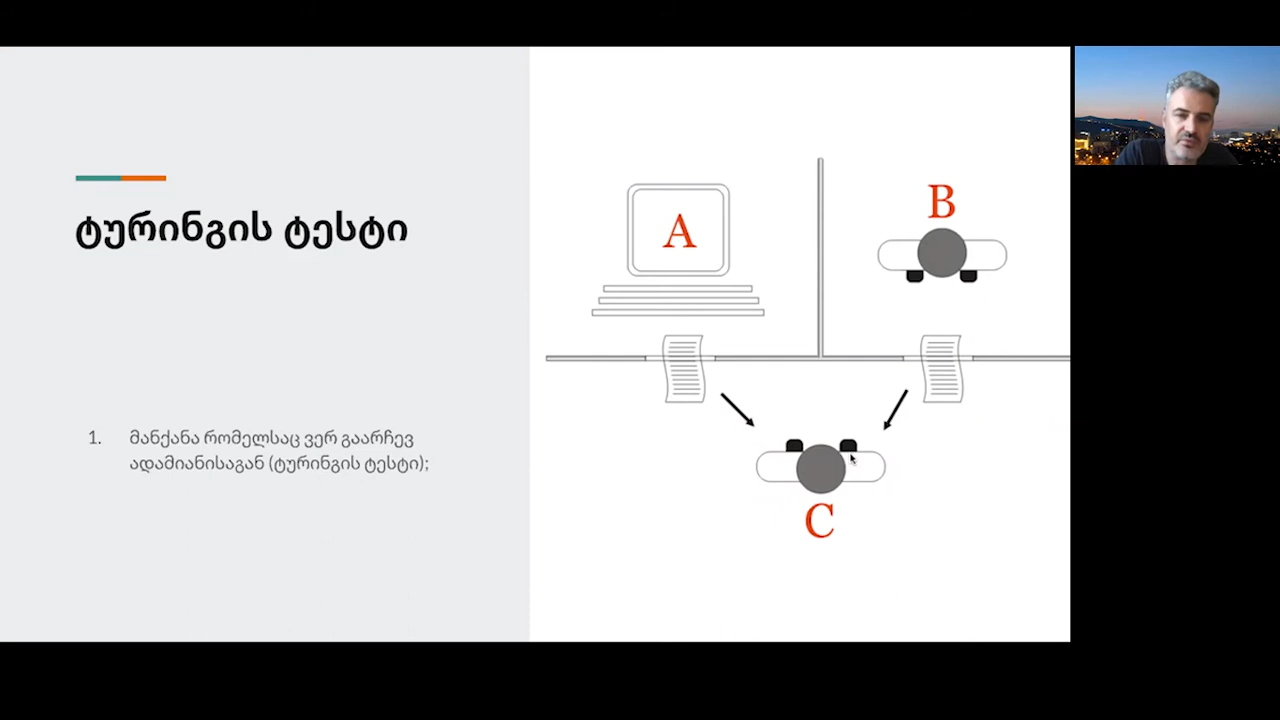 ტურინგის ტესტი
1. მანქანა რომელსაც ვერ გაარჩევ
ადამიანისაგან (ტურინგის ტესტი);
A
B
C